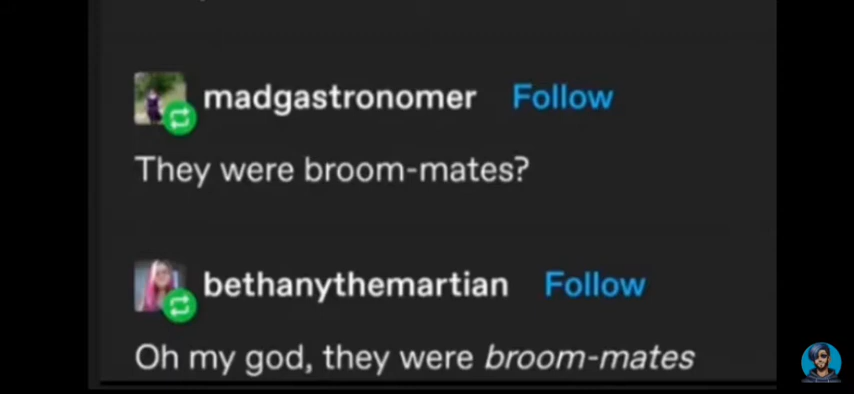 madgastronomer Follow
They were broom-mates?
bethanythemartian Follow
Oh my god, they were broom-mates